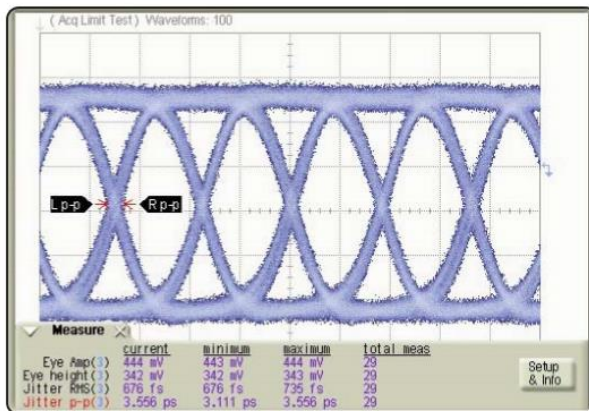 ( Acq Limit Test ) Waveforms: 100
L p-p
R p-p
Measure
current minimum maximum total meas
Eye Amp(3) 444 mV 443 mV 444 mV 29
Eye height(3) 342 mV 342 mV 343 mV 29
Jitter RMS(3) 676 fs 676 fs 735 fs 29
Jitter p-p(3) 3.556 ps 3.111 ps 3.556 ps 29
Setup
& Info